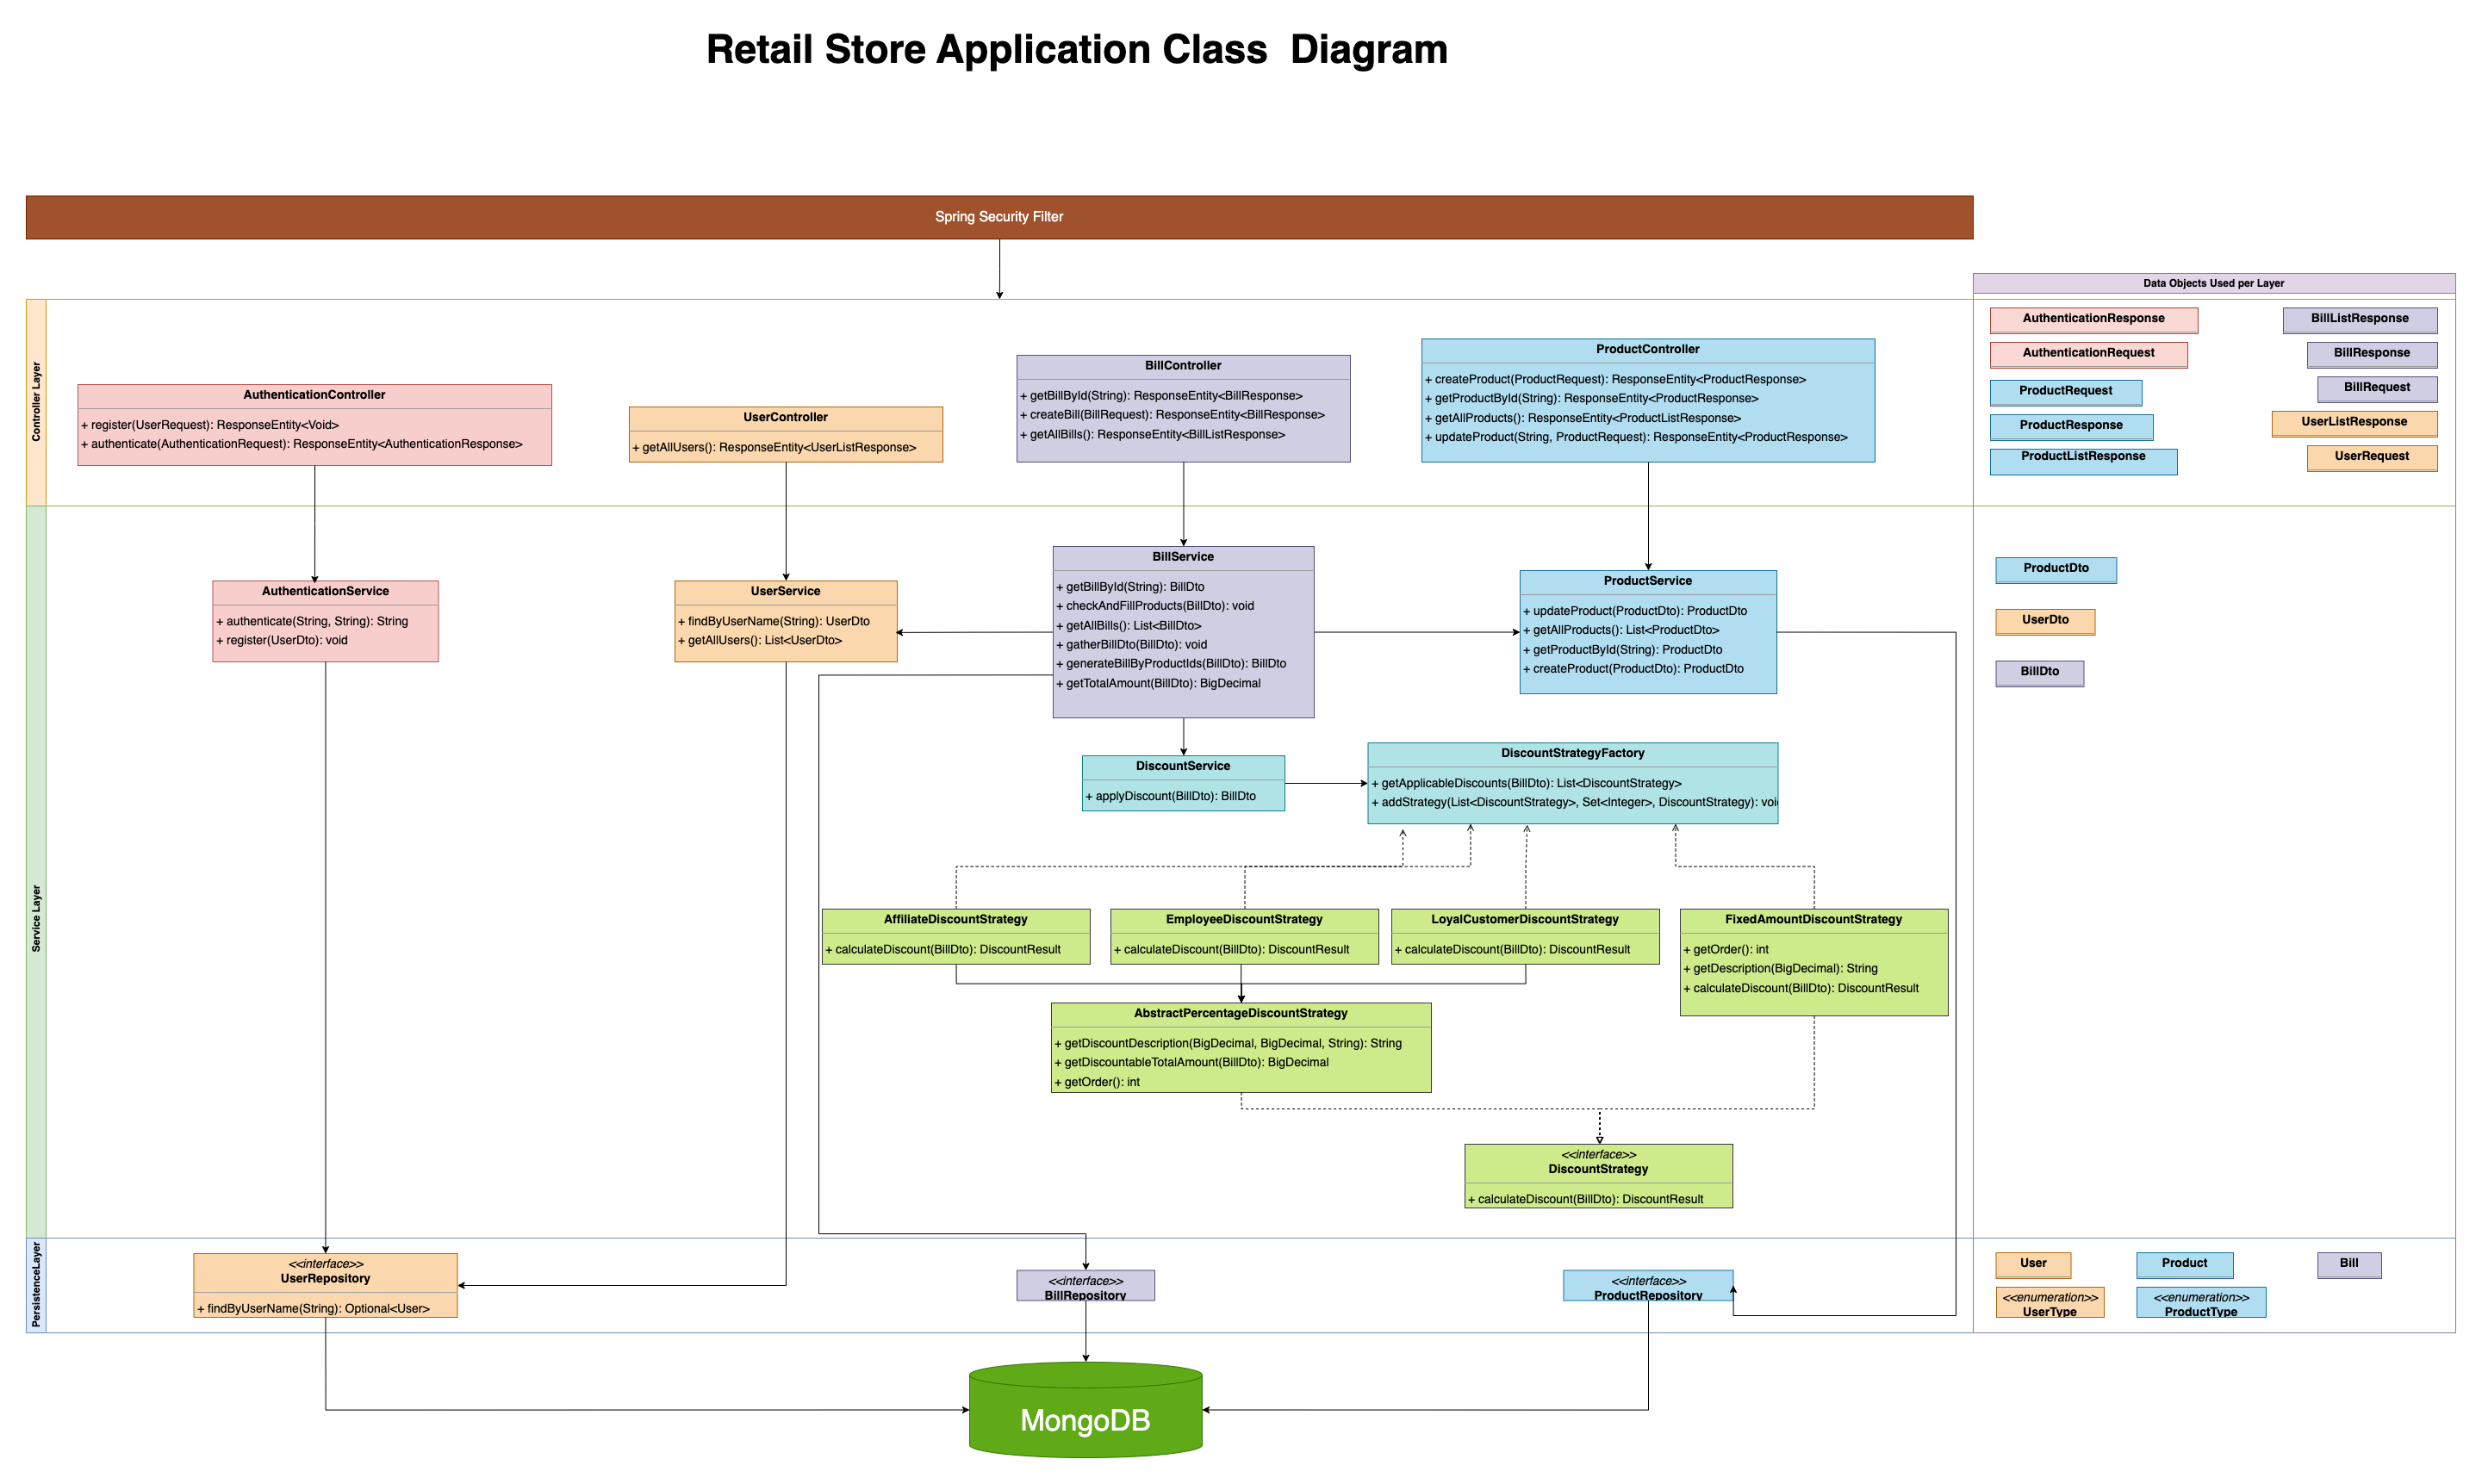 Retail Store Application Class  Diagram
Spring Security Filter
Data Objects Used per Layer
Controller Layer
AuthenticationController
+ register(UserRequest): ResponseEntity<Void>
+ authenticate(AuthenticationRequest): ResponseEntity<AuthenticationResponse>
UserController
+ getAllUsers(): ResponseEntity<UserListResponse>
BillController
+ getBillById(String): ResponseEntity<BillResponse>
+ createBill(BillRequest): ResponseEntity<BillResponse>
+ getAllBills(): ResponseEntity<BillListResponse>
ProductController
+ createProduct(ProductRequest): ResponseEntity<ProductResponse>
+ getProductById(String): ResponseEntity<ProductResponse>
+ getAllProducts(): ResponseEntity<ProductListResponse>
+ updateProduct(String, ProductRequest): ResponseEntity<ProductResponse>
AuthenticationResponse
BillListResponse
AuthenticationRequest
BillResponse
ProductRequest
BillRequest
ProductResponse
UserListResponse
ProductListResponse
UserRequest
Service Layer
AuthenticationService
+ authenticate(String, String): String
+ register(UserDto): void
UserService
+ findByUserName(String): UserDto
+ getAllUsers(): List<UserDto>
BillService
+ getBillById(String): BillDto
+ checkAndFillProducts(BillDto): void
+ getAllBills(): List<BillDto>
+ gatherBillDto(BillDto): void
+ generateBillByProductIds(BillDto): BillDto
+ getTotalAmount(BillDto): BigDecimal
ProductService
+ updateProduct(ProductDto): ProductDto
+ getAllProducts(): List<ProductDto>
+ getProductById(String): ProductDto
+ createProduct(ProductDto): ProductDto
ProductDto
UserDto
BillDto
DiscountService
+ applyDiscount(BillDto): BillDto
DiscountStrategyFactory
+ getApplicableDiscounts(BillDto): List<DiscountStrategy>
+ addStrategy(List<DiscountStrategy>, Set<Integer>, DiscountStrategy): voi
AffiliateDiscountStrategy
+ calculateDiscount(BillDto): DiscountResult
EmployeeDiscountStrategy
+ calculateDiscount(BillDto): DiscountResult
LoyalCustomerDiscountStrategy
+ calculateDiscount(BillDto): DiscountResult
FixedAmountDiscountStrategy
+ getOrder(): int
+ getDescription(BigDecimal): String
+ calculateDiscount(BillDto): DiscountResult
AbstractPercentageDiscountStrategy
+ getDiscountDescription(BigDecimal, BigDecimal, String): String
+ getDiscountableTotalAmount(BillDto): BigDecimal
+ getOrder(): int
<<interface>>
DiscountStrategy
+ calculateDiscount(BillDto): DiscountResult
PersistenceLayer
<<interface>>
UserRepository
+ findByUserName(String): Optional<User>
<<interface>>
BillRepository
<<interface>>
ProductRepository
User
Product
Bill
<<enumeration>>
UserType
<<enumeration>>
ProductType
MongoDB